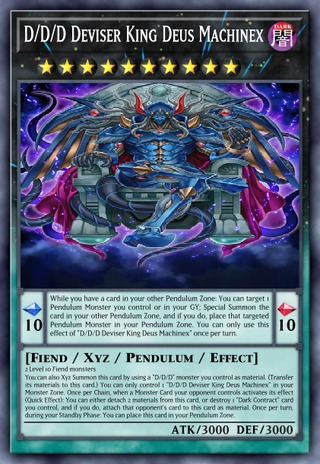 D/D/D Deviser King Deus Machinex
DARK
闇
While you have a card in your other Pendulum Zone: You can target 1
Pendulum Monster you control or in your GY; Special Summon the
card in your other Pendulum Zone, and if you do, place that targeted
Pendulum Monster in your Pendulum Zone. You can only use this
effect of "D/D/D Deviser King Deus Machinex" once per turn.
10
10
[Fiend / Xyz / Pendulum / Effect]
2 Level 10 Fiend monsters
You can also Xyz Summon this card by using a "D/D/D" monster you control as material. (Transfer
its materials to this card.) You can only control 1 "D/D/D Deviser King Deus Machinex" in your
Monster Zone. Once per Chain, when a Monster Card your opponent controls activates its effect
(Quick Effect): You can either detach 2 materials from this card, or destroy 1 "Dark Contract" card
you control, and if you do, attach that opponent's card to this card as material. Once per turn,
during your Standby Phase: You can place this card in your Pendulum Zone.
ATK/3000 DEF/3000